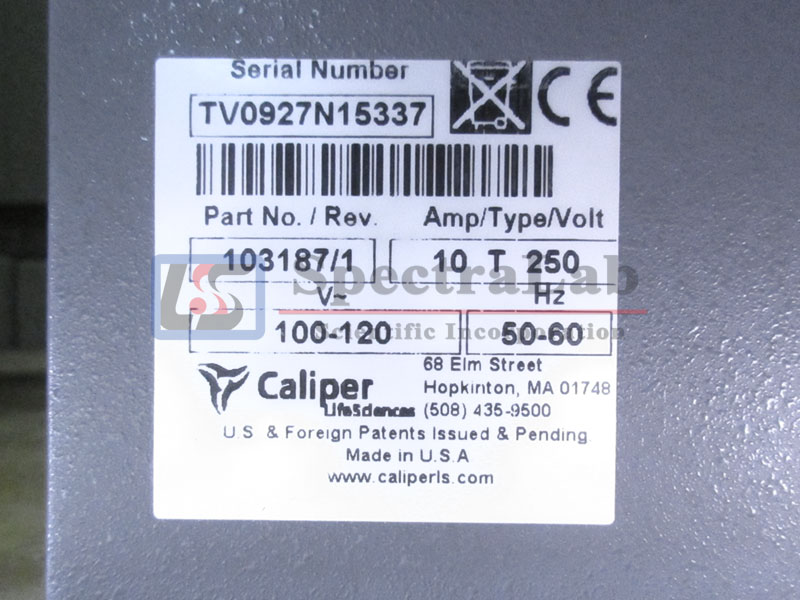 Serial Number
TV0927N15337
CE
Part No. / Rev. Amp/Type/Volt
103187/1 10 T 250
SpectraLab
LS
V~ Hz
Scientific Incorporation
100-120 50-60
Caliper
LifeSciences
68 Elm Street
Hopkinton, MA 01748
(508) 435-9500
U.S & Foreign Patents Issued & Pending
Made in U.S.A
www.caliperls.com